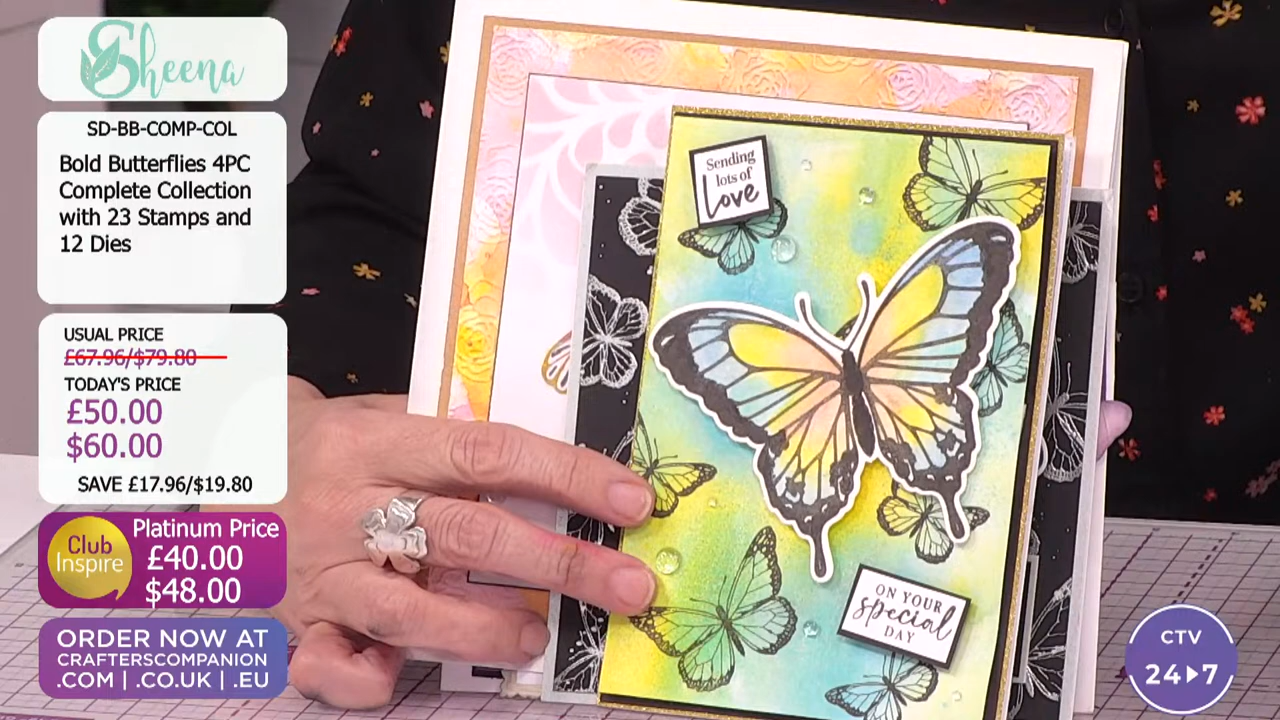 Sheena
SD-BB-COMP-COL
Bold Butterflies 4PC
Complete Collection
with 23 Stamps and
12 Dies
USUAL PRICE
£67.96/$79.80
TODAY'S PRICE
£50.00
$60.00
SAVE £17.96/$19.80
Club
Inspire
Platinum Price
£40.00
$48.00
ORDER NOW AT
CRAFTERSCOMPANION
.COM | .CO.UK | .EU
Sending
lots of
love
ON YOUR
special
DAY
CTV
24▶7